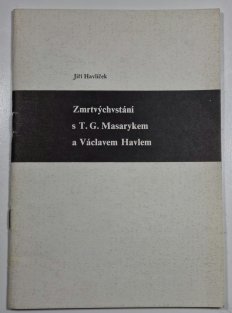 Jiří Havlíček
Zmrtvýchvstání
s T. G. Masarykem
a Václavem Havlem